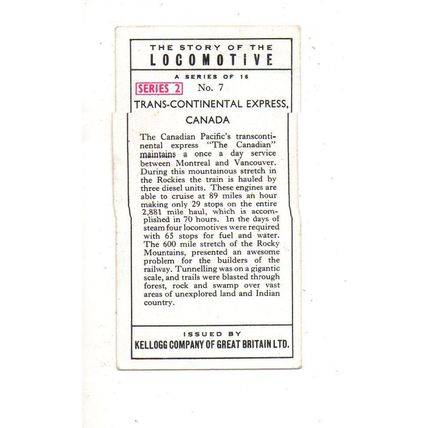 THE STORY OF THE
LOCOMOTIVE
A SERIES OF 16
SERIES 2 No. 7
TRANS-CONTINENTAL EXPRESS,
CANADA
The Canadian Pacific's transconti-
nental express "The Canadian"
maintains a once a day service
between Montreal and Vancouver.
During this mountainous stretch in
the Rockies the train is hauled by
three diesel units. These engines are
able to cruise at 89 miles an hour
making only 29 stops on the entire
2,881 mile haul, which is accom-
plished in 70 hours. In the days of
steam four locomotives were required
with 65 stops for fuel and water.
The 600 mile stretch of the Rocky
Mountains, presented an awesome
problem for the builders of the
railway. Tunnelling was on a gigantic
scale, and trails were blasted through
forest, rock and swamp over vast
areas of unexplored land and Indian
country.
ISSUED BY
KELLOGG COMPANY OF GREAT BRITAIN LTD.